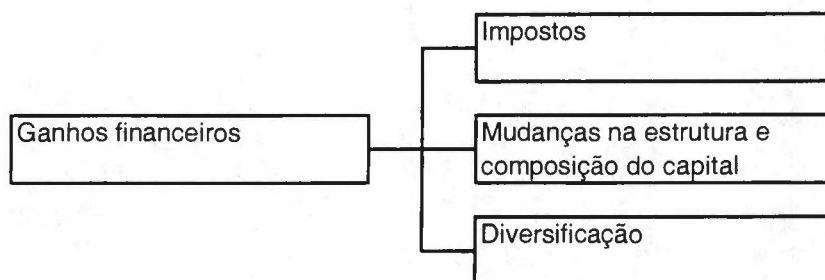 Impostos
Ganhos financeiros
Mudanças na estrutura e
composição do capital
Diversificação